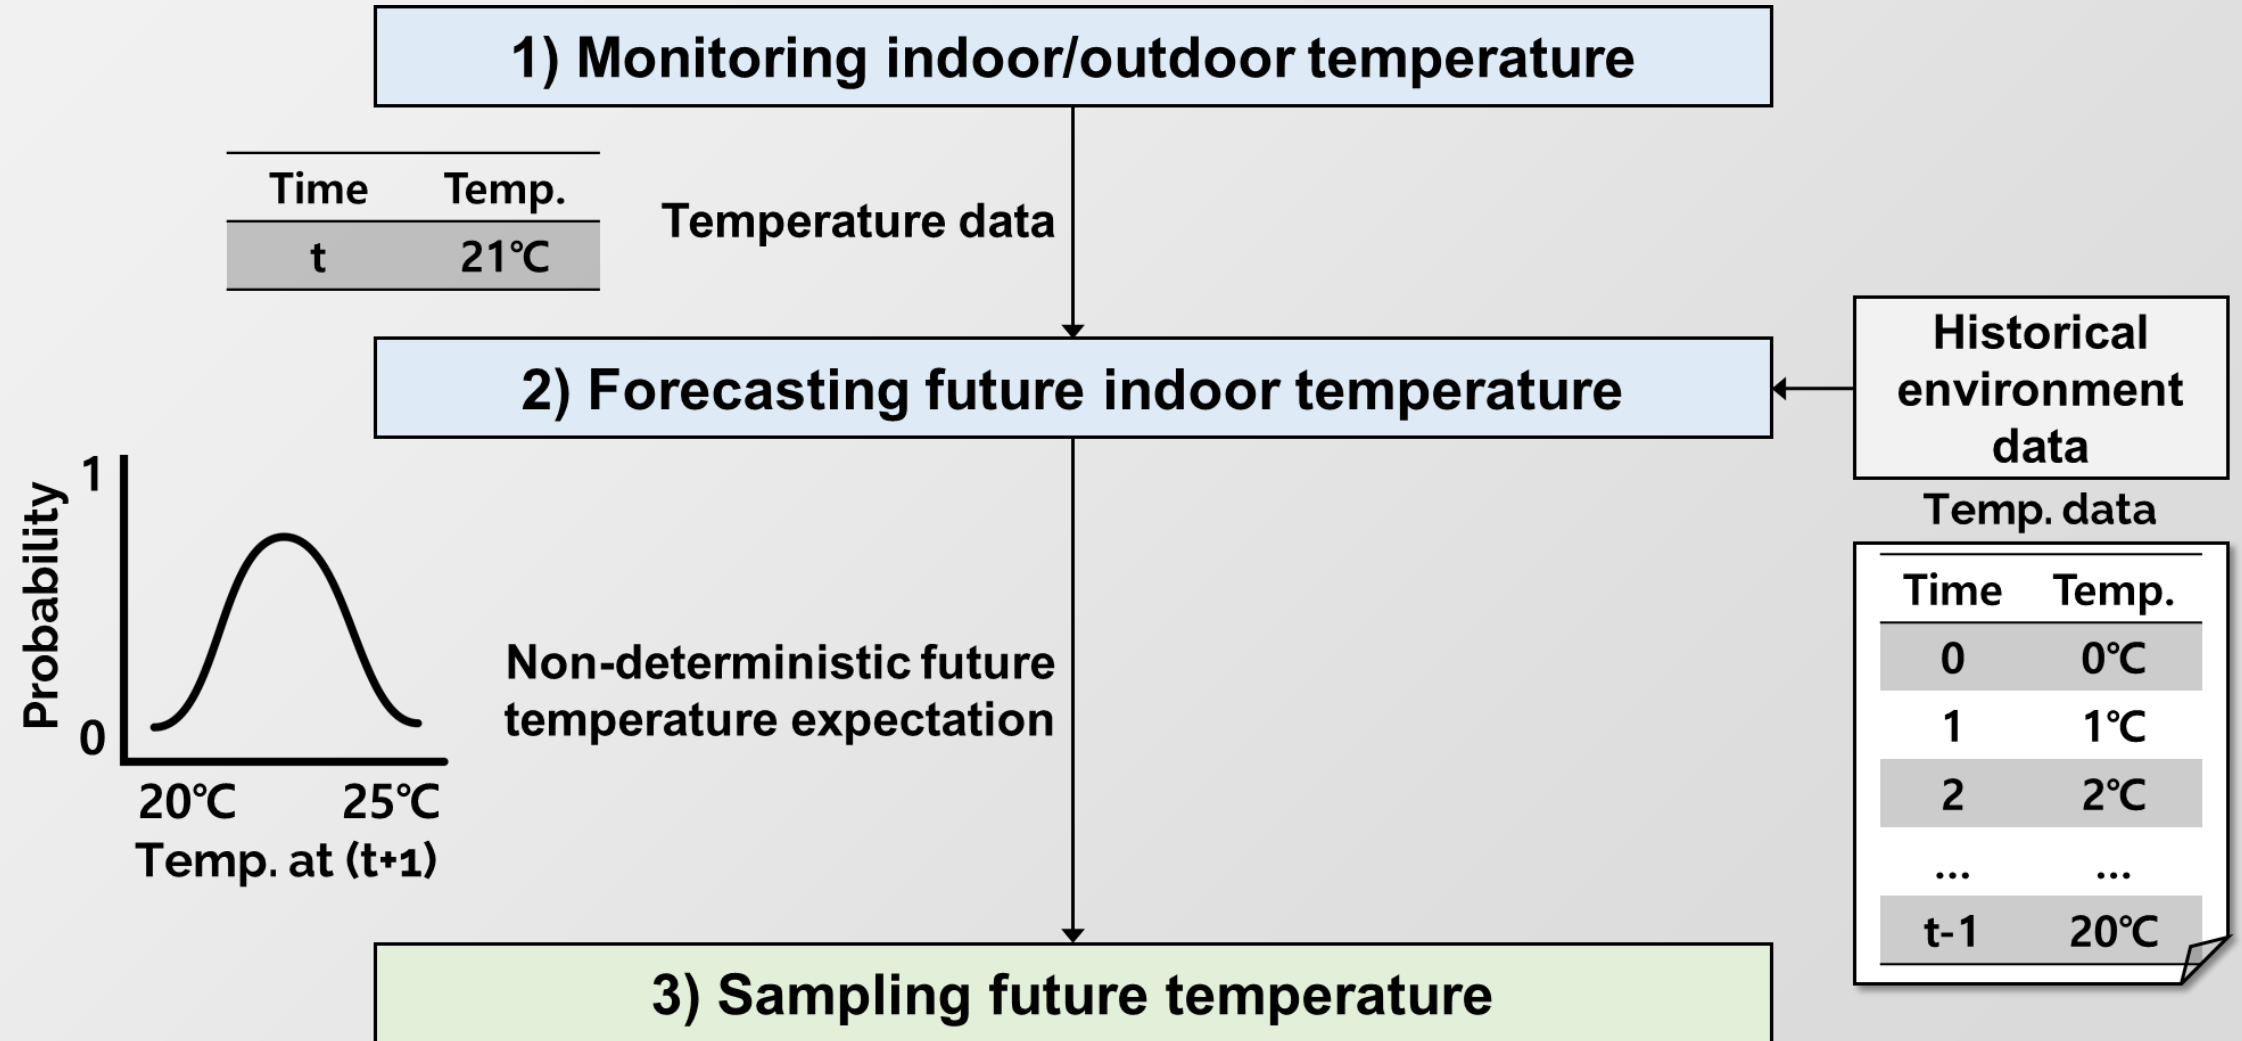 1) Monitoring indoor/outdoor temperature
Time Temp.
t 21℃
Temperature data
2) Forecasting future indoor temperature
Historical
environment
data
Temp. data
Time Temp.
0 0℃
1 1℃
2 2℃
... ...
t-1 20℃
Probability
1
0
20℃ 25℃
Temp. at (t+1)
Non-deterministic future
temperature expectation
3) Sampling future temperature